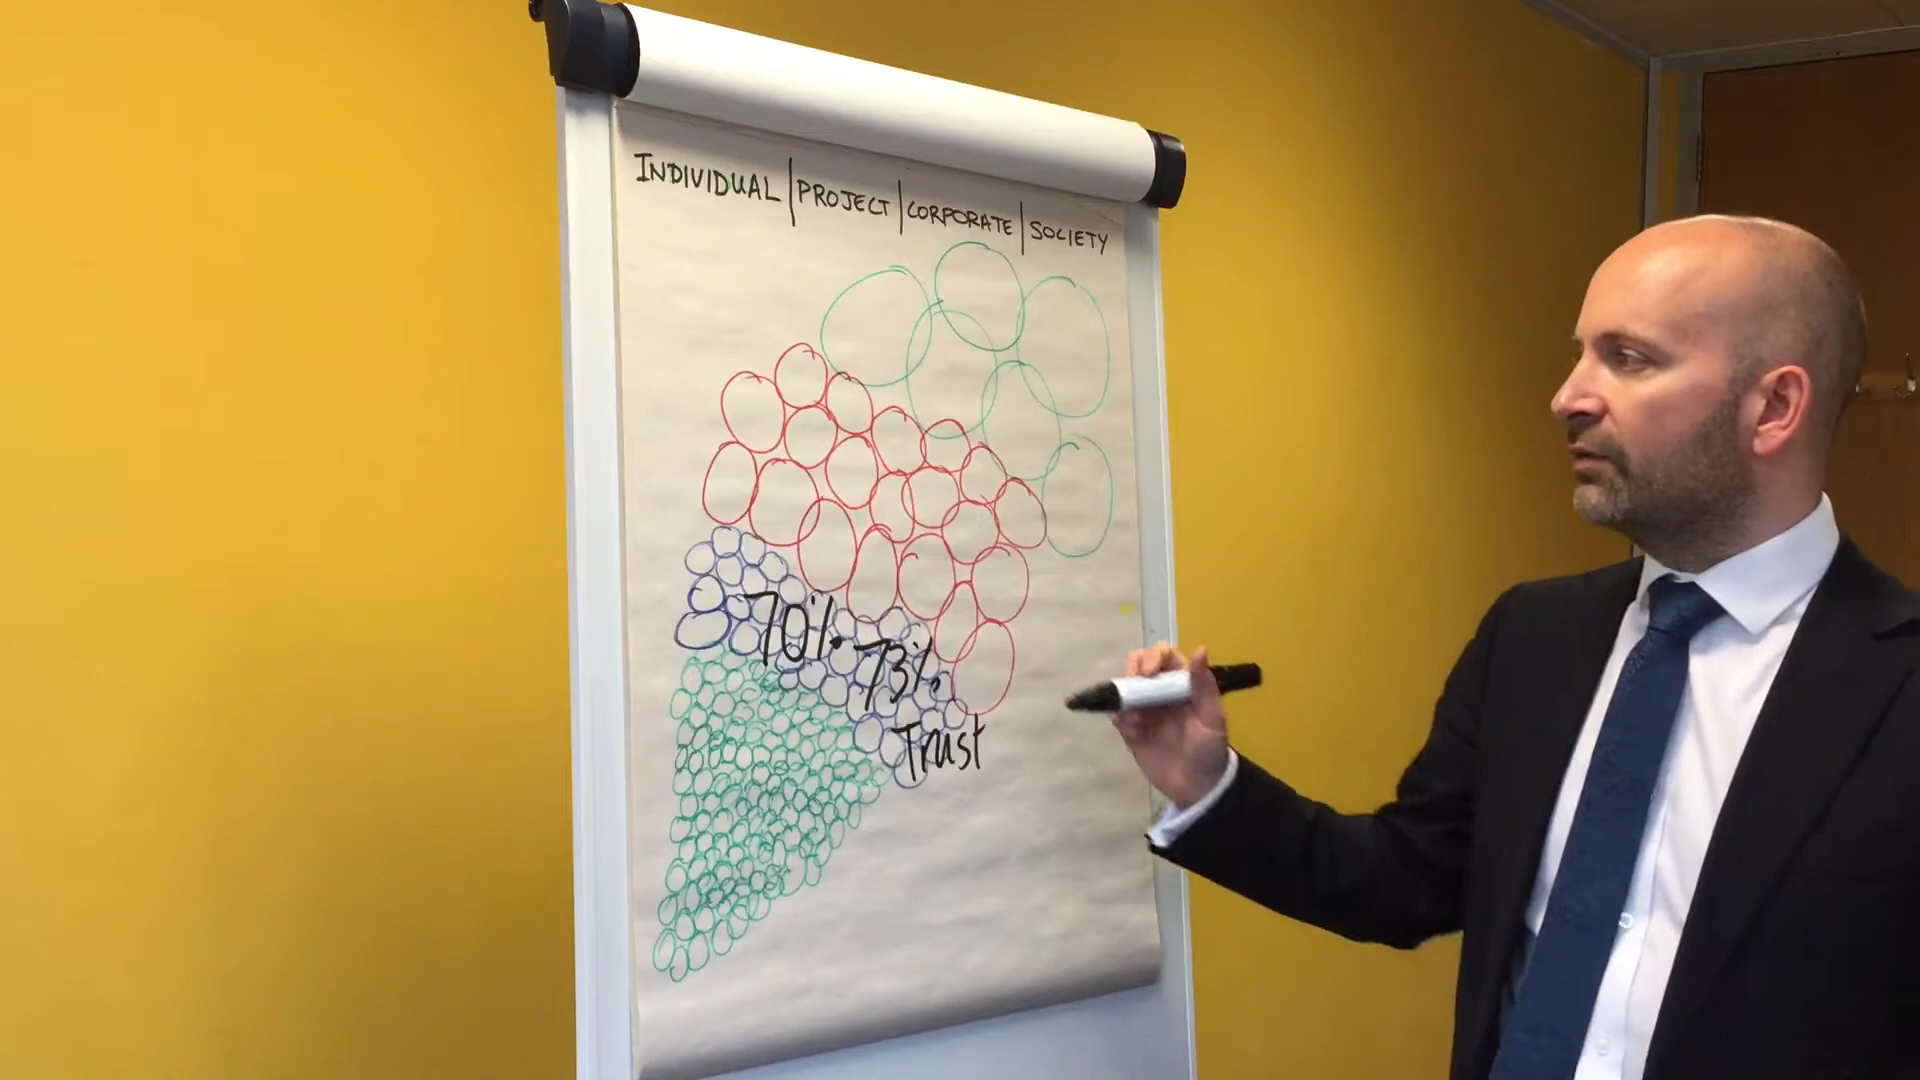 INDIVIDUAL | PROJECT | CORPORATE | SOCIETY
70%
73%
Trust